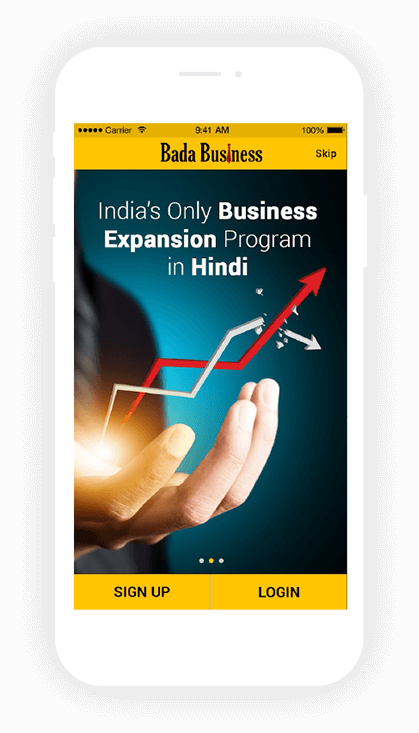 Carrier 9:41 AM 100%
Bada Business Skip
India's Only Business
Expansion Program
in Hindi
SIGN UP LOGIN